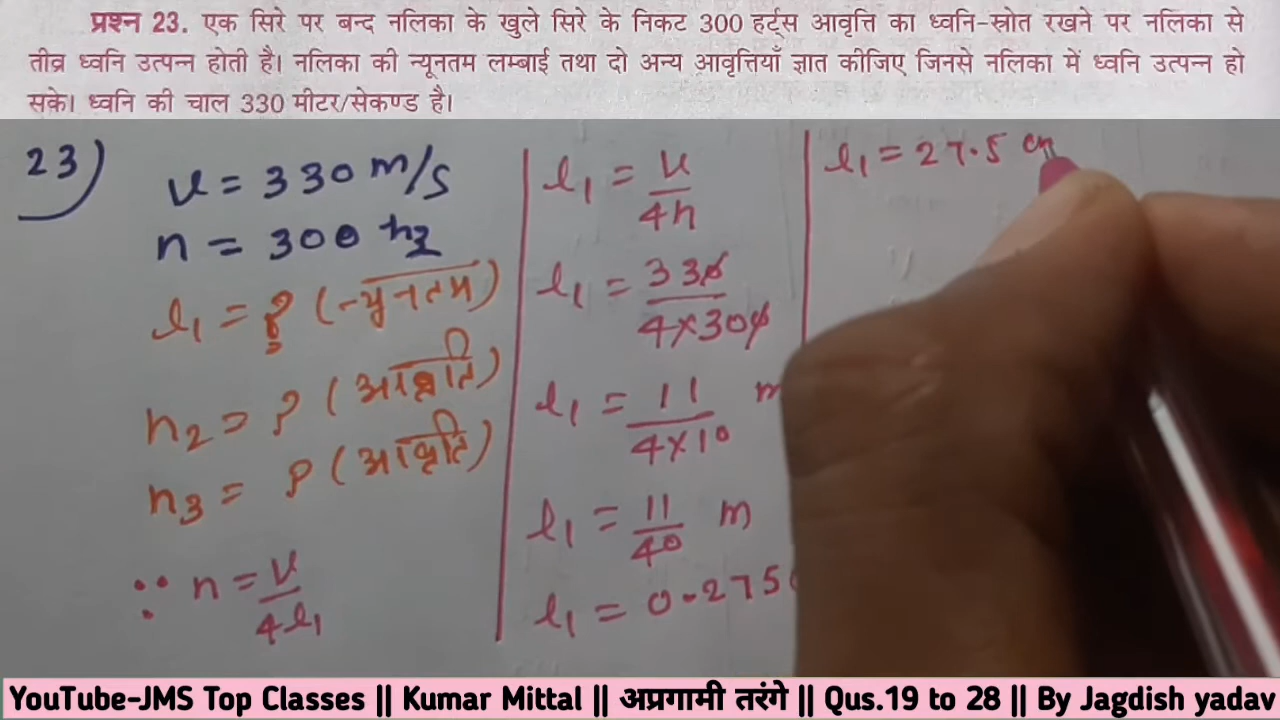 प्रश्न 23. एक सिरे पर बन्द नलिका के खुले सिरे के निकट 300 हर्ट्स आवृत्ति का ध्वनि-स्रोत रखने पर नलिका से
तीव्र ध्वनि उत्पन्न होती है। नलिका की न्यूनतम लम्बाई तथा दो अन्य आवृत्तियाँ ज्ञात कीजिए जिनसे नलिका में ध्वनि उत्पन्न हो
सके। ध्वनि की चाल 330 मीटर/सेकण्ड है।
23)
v = 330 m/s
n = 300 hz
l₁ = ? (न्यूनतम)
n₂ = ? (आवृति)
n₃ = ? (आवृति)
∵ n = v/4l₁
l₁ = v/4n
l₁ = 330/4×300
l₁ = 11/4×10 m
l₁ = 11/40 m
l₁ = 0.275
l₁ = 27.5 cm
YouTube-JMS Top Classes || Kumar Mittal || अप्रगामी तरंगे || Qus.19 to 28 || By Jagdish yadav